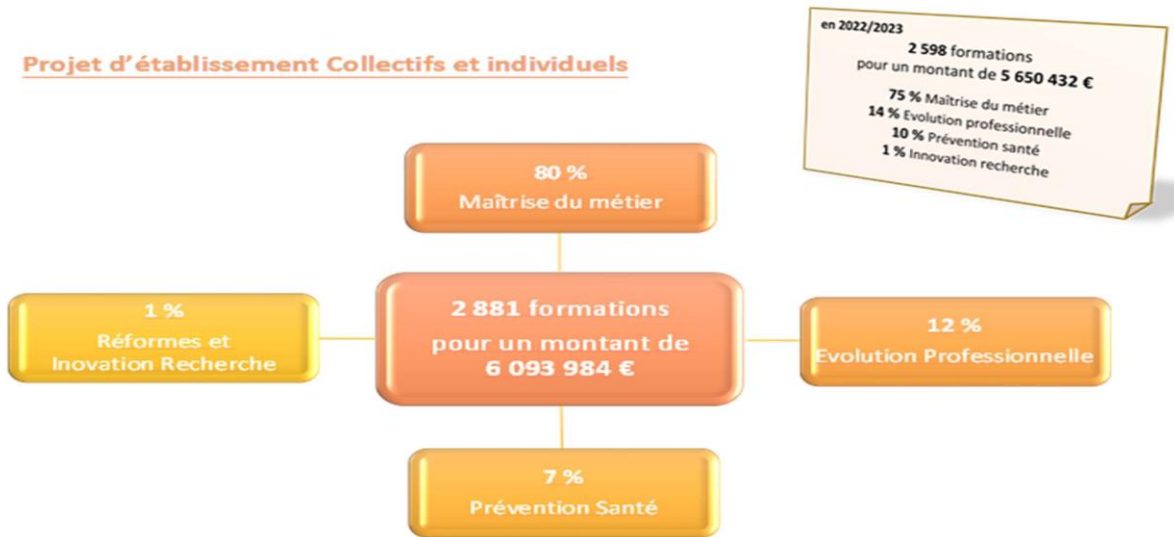 Projet d'établissement Collectifs et individuels
en 2022/2023
2 598 formations
pour un montant de 5 650 432 €
75 % Maîtrise du métier
14 % Evolution professionnelle
10 % Prévention santé
1 % Innovation recherche
80 %
Maîtrise du métier
1 %
Réformes et
Inovation Recherche
2 881 formations
pour un montant de
6 093 984 €
12 %
Evolution Professionnelle
7 %
Prévention Santé